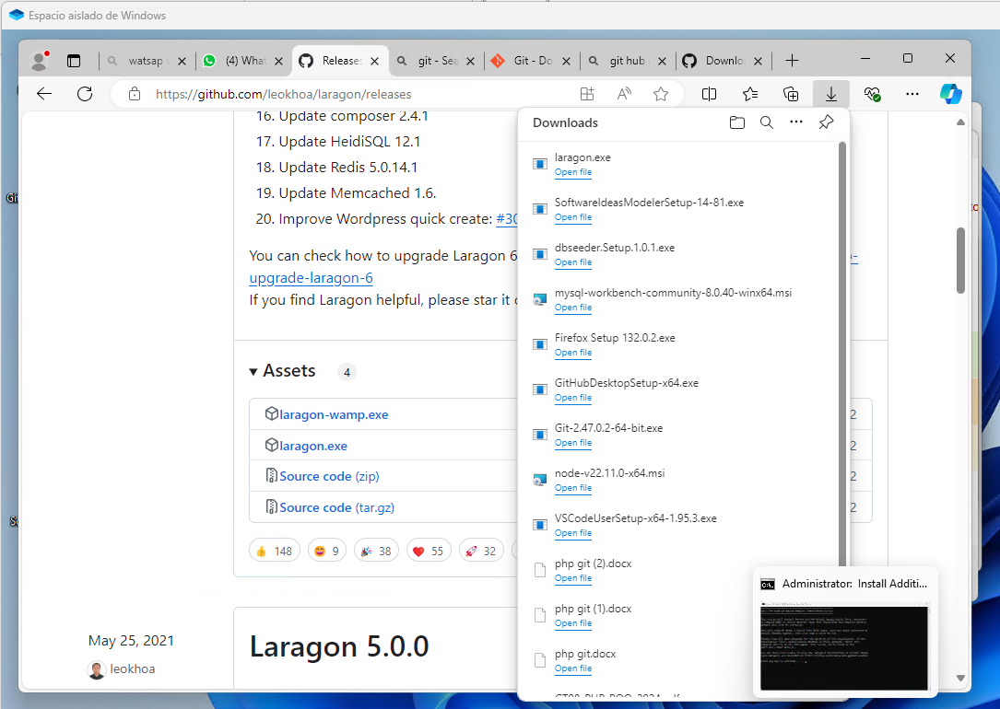 Espacio aislado de Windows
watsap
(4) What
Releases
git - Sea
Git - Do
git hub
Downlo
https://github.com/leokhoa/laragon/releases
16. Update composer 2.4.1
17. Update HeidiSQL 12.1
18. Update Redis 5.0.14.1
19. Update Memcached 1.6.
20. Improve Wordpress quick create: #30
You can check how to upgrade Laragon 6
upgrade-laragon-6
If you find Laragon helpful, please star it
Assets 4
laragon-wamp.exe
laragon.exe
Source code (zip)
Source code (tar.gz)
2
2
2
2
148 9 38 55 32
May 25, 2021
leokhoa
Laragon 5.0.0
Downloads
laragon.exe
Open file
SoftwareIdeasModelerSetup-14-81.exe
Open file
dbseeder.Setup.1.0.1.exe
Open file
mysql-workbench-community-8.0.40-winx64.msi
Open file
Firefox Setup 132.0.2.exe
Open file
GitHubDesktopSetup-x64.exe
Open file
Git-2.47.0.2-64-bit.exe
Open file
node-v22.11.0-x64.msi
Open file
VSCodeUserSetup-x64-1.95.3.exe
Open file
php git (2).docx
Open file
php git (1).docx
Open file
php git.docx
Open file
Administrator: Install Additi...